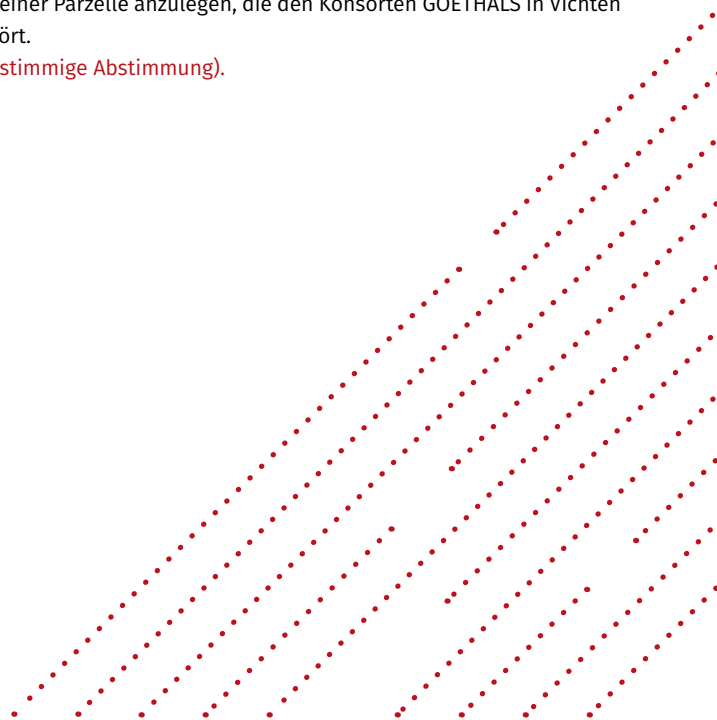 einer Parzelle anzulegen, die den Konsorten GOETHALS in Vichten
ört.
stimmige Abstimmung).